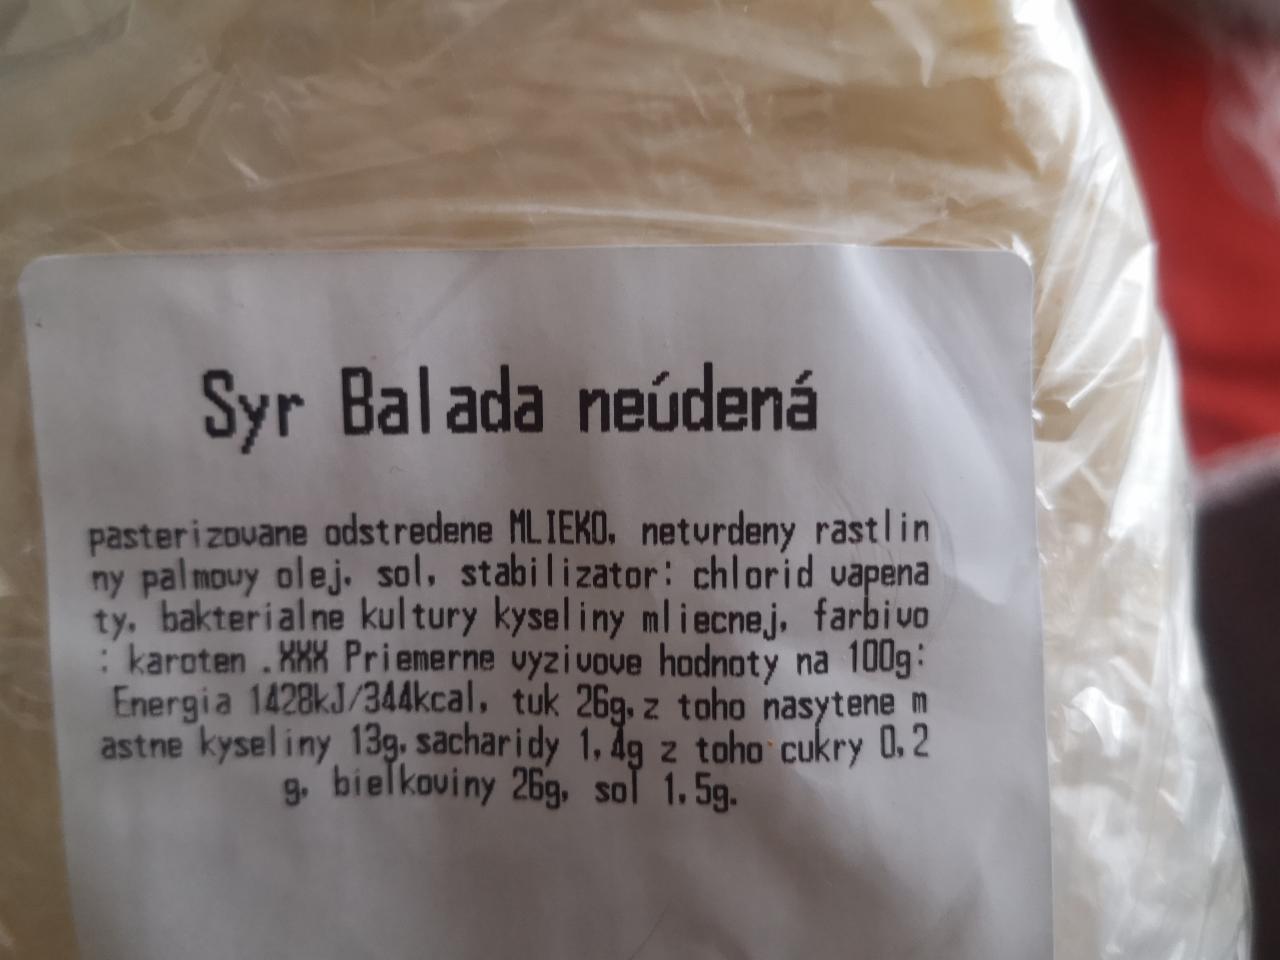 Syr Balada neúdená
pasterizovane odstredene MLIEKO, neturdeny rastlin
ny palmovy olej, sol, stabilizator: chlorid vapena
ty, bakterialne kultury kyseliny mliecnej, farbivo
: karoten .XXX Priemerne vyzivove hodnoty na 100g:
Energia 1428kJ/344kcal, tuk 26g,z toho nasytene m
astne kyseliny 13g,sacharidy 1,4g z toho cukry 0,2
g, bielkoviny 26g, sol 1,5g.